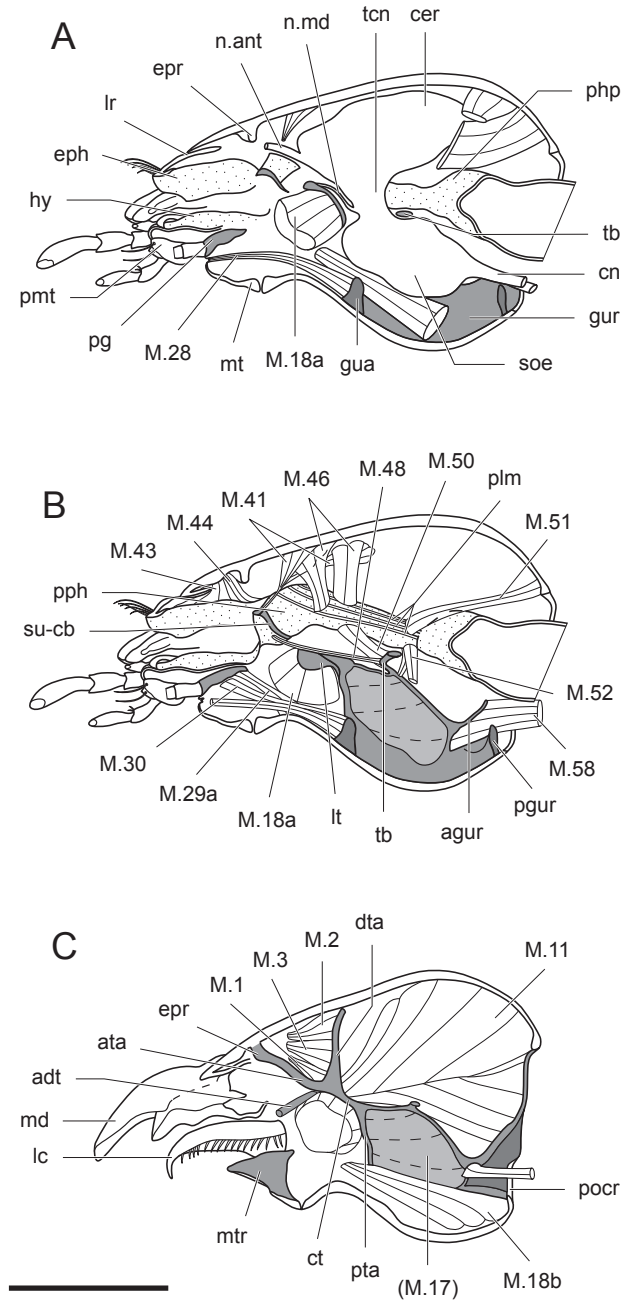 A
tcn cer
n.md
n.ant
epr
php
lr
eph
hy
tb
cn
pmt
gur
pg
M.28
mt
M.18a
gua
soe
B
M.50
M.48
plm
M.46
M.41
M.51
M.44
M.43
pph
su-cb
M.52
M.30
M.58
M.29a
pgur
M.18a
lt
tb
agur
C
dta
M.2
M.11
M.3
M.1
epr
ata
adt
md
lc
pocr
mtr
ct
pta
M.18b
(M.17)